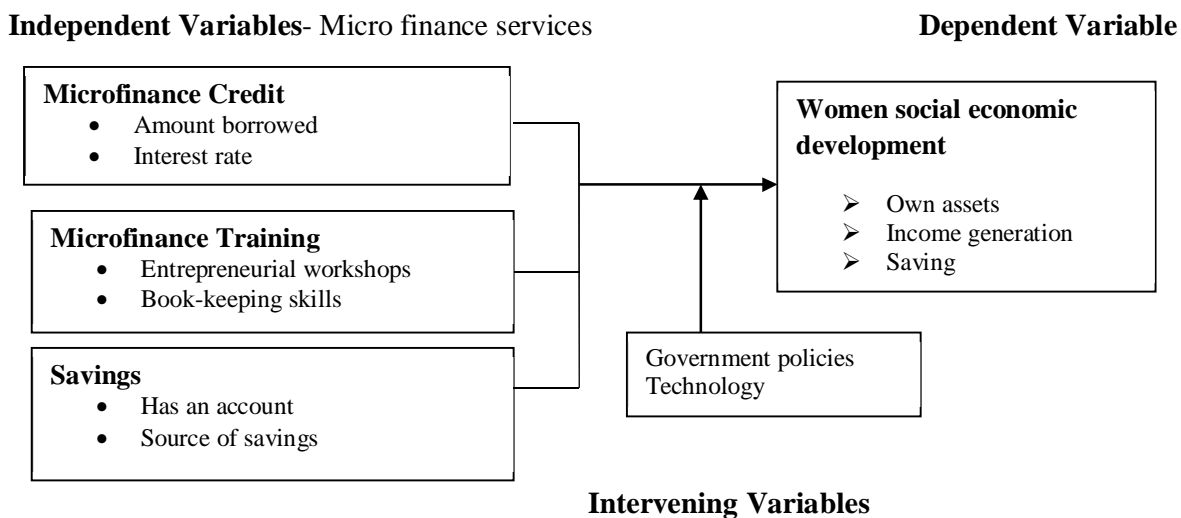 Independent Variables- Micro finance services
Dependent Variable
Microfinance Credit
• Amount borrowed
• Interest rate
Microfinance Training
• Entrepreneurial workshops
• Book-keeping skills
Savings
• Has an account
• Source of savings
Women social economic
development
➢ Own assets
➢ Income generation
➢ Saving
Government policies
Technology
Intervening Variables